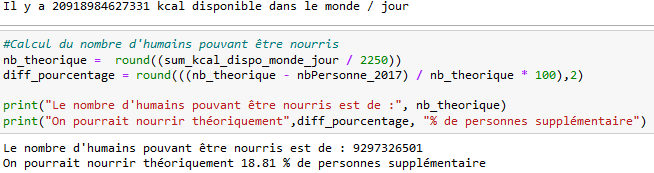 Il y a 20918984627331 kcal disponible dans le monde / jour
#Calcul du nombre d'humains pouvant être nourris
nb_theorique =  round((sum_kcal_dispo_monde_jour / 2250))
diff_pourcentage = round(((nb_theorique - nbPersonne_2017) / nb_theorique * 100),2)
print("Le nombre d'humains pouvant être nourris est de :", nb_theorique)
print("On pourrait nourrir théoriquement",diff_pourcentage, "% de personnes supplémentaire")
Le nombre d'humains pouvant être nourris est de : 9297326501
On pourrait nourrir théoriquement 18.81 % de personnes supplémentaire